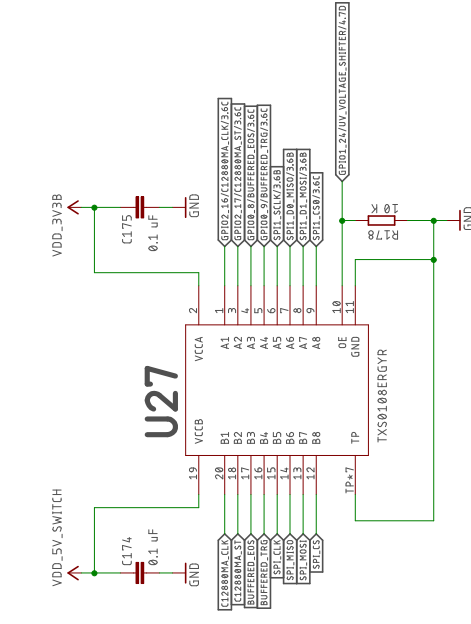 VDD_3V3B
C175
0.1 uF
GND
GPIO2_16/C12880MA_CLK/3.6C
GPIO2_17/C12880MA_ST/3.6C
GPIO0_8/BUFFERED_EOS/3.6C
GPIO0_9/BUFFERED_TRG/3.6C
SPI1_SCLK/3.6B
SPI1_D0_MISO/3.6B
SPI1_D1_MOSI/3.6B
SPI1_CS0/3.6C
GPIO1_24/UV_VOLTAGE_SHIFTER/4.7D
10 K
R178
GND
2
1
3
4
5
6
7
8
9
10
11
VCCA
A1
A2
A3
A4
A5
A6
A7
A8
OE
GND
U27
TXS0108ERGYR
VCCB
B1
B2
B3
B4
B5
B6
B7
B8
TP
19
20
18
17
16
15
14
13
12
TP*7
VDD_5V_SWITCH
C174
0.1 uF
GND
C12880MA_CLK
C12880MA_ST
BUFFERED_EOS
BUFFERED_TRG
SPI_CLK
SPI_MISO
SPI_MOSI
SPI_CS